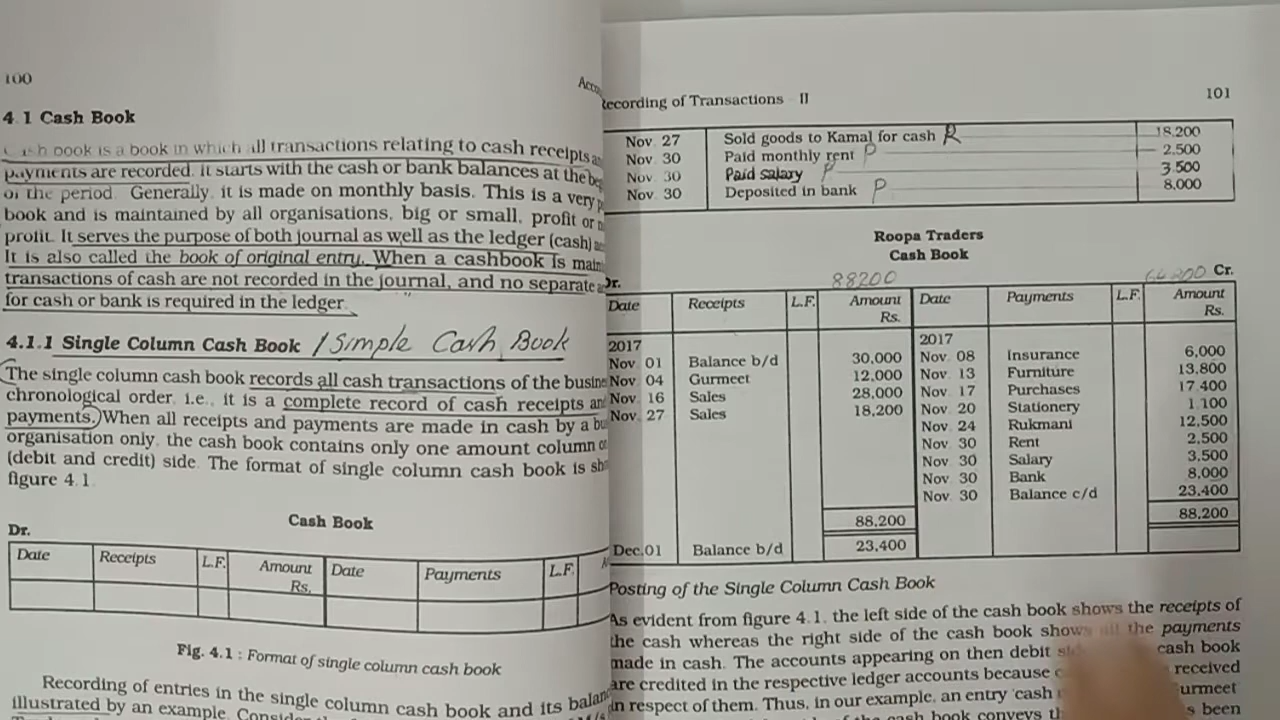 100
4.1 Cash Book
Cash book is a book in which all transactions relating to cash receipts
payments are recorded. It starts with the cash or bank balances at the
of the period. Generally, it is made on monthly basis. This is a very
book and is maintained by all organisations, big or small, profit or
profit. It serves the purpose of both journal as well as the ledger (cash)
It is also called the book of original entry. When a cashbook is
transactions of cash are not recorded in the journal, and no separate
for cash or bank is required in the ledger.
4.1.1 Single Column Cash Book / Simple Cash Book
The single column cash book records all cash transactions of the
chronological order, i.e., it is a complete record of cash receipts
payments. When all receipts and payments are made in cash by a
organisation only, the cash book contains only one amount column
(debit and credit) side. The format of single column cash book is
figure 4.1
Cash Book
Dr.
Date Receipts L.F. Amount Rs. Date Payments L.F.
Fig. 4.1 : Format of single column cash book
Recording of entries in the single column cash book and its
illustrated by an example.
Recording of Transactions - II 101
Nov. 27 Sold goods to Kamal for cash R 18,200
Nov. 30 Paid monthly rent P 2,500
Nov. 30 Paid salary P 3,500
Nov. 30 Deposited in bank P 8,000
Roopa Traders
Cash Book
Dr. 88200 Cr.
Date Receipts L.F. Amount Rs. Date Payments L.F. Amount Rs.
2017 2017
Nov. 01 Balance b/d 30,000 Nov. 08 Insurance 6,000
Nov. 04 Gurmeet 12,000 Nov. 13 Furniture 13,800
Nov. 16 Sales 28,000 Nov. 17 Purchases 17,400
Nov. 27 Sales 18,200 Nov. 20 Stationery 1,100
Nov. 24 Rukmani 12,500
Nov. 30 Rent 2,500
Nov. 30 Salary 3,500
Nov. 30 Bank 8,000
Nov. 30 Balance c/d 23,400
88,200 88,200
Dec.01 Balance b/d 23,400
Posting of the Single Column Cash Book
As evident from figure 4.1, the left side of the cash book shows the receipts of
the cash whereas the right side of the cash book shows all the payments
made in cash. The accounts appearing on then debit cash book
are credited in the respective ledger accounts because received
in respect of them. Thus, in our example, an entry 'cash
cash book conveys been